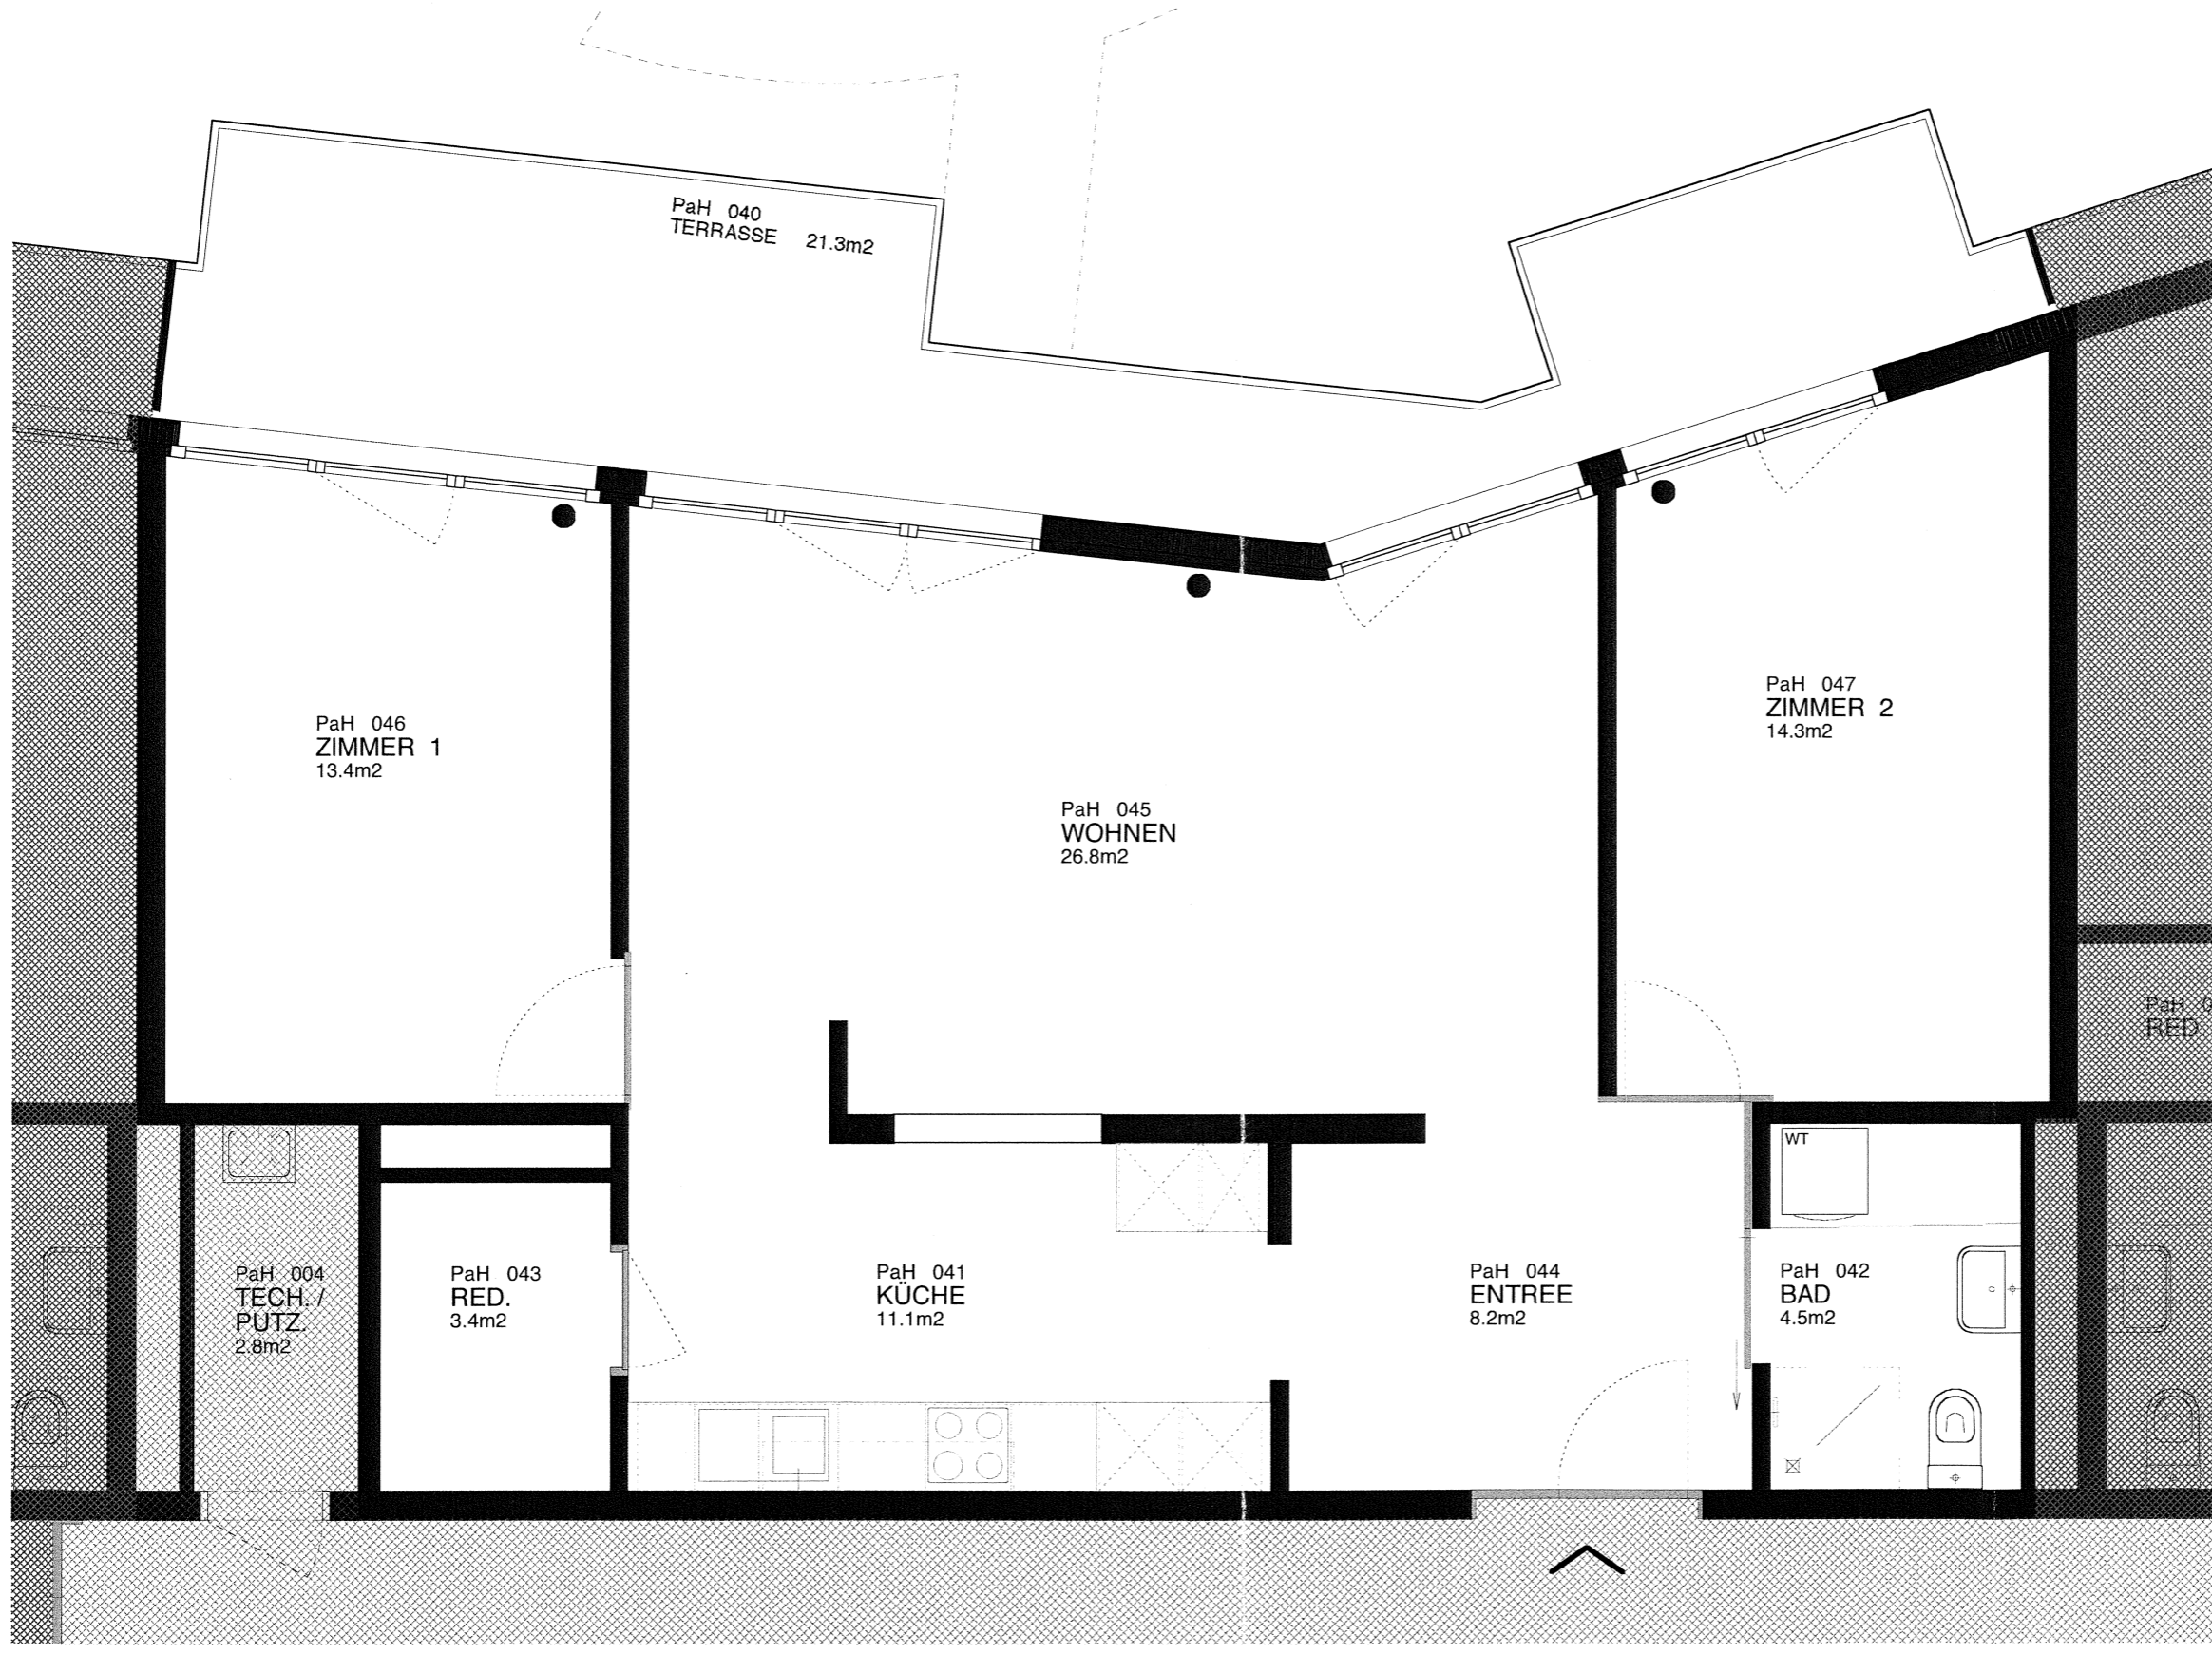 PaH 040
TERRASSE 21.3m2
PaH 046
ZIMMER 1
13.4m2
PaH 047
ZIMMER 2
14.3m2
PaH 045
WOHNEN
26.8m2
RED.
WT
PaH 004
TECH. /
PUTZ.
2.8m2
PaH 043
RED.
3.4m2
PaH 041
KÜCHE
11.1m2
PaH 044
ENTREE
8.2m2
PaH 042
BAD
4.5m2